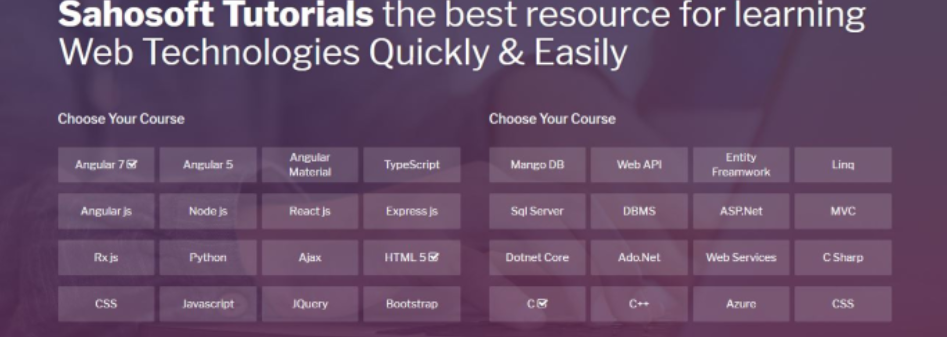 Sahosoft Tutorials the best resource for learning
Web Technologies Quickly & Easily
Choose Your Course
Choose Your Course
Angular 7
Angular 5
Angular
Material
TypeScript
Mango DB
Web API
Entity
Freamwork
Linq
Angular js
Node js
React js
Express js
Sql Server
DBMS
ASP.Net
MVC
Rx js
Python
Ajax
HTML 5
Dotnet Core
Ado.Net
Web Services
C Sharp
CSS
Javascript
JQuery
Bootstrap
C
C++
Azure
CSS